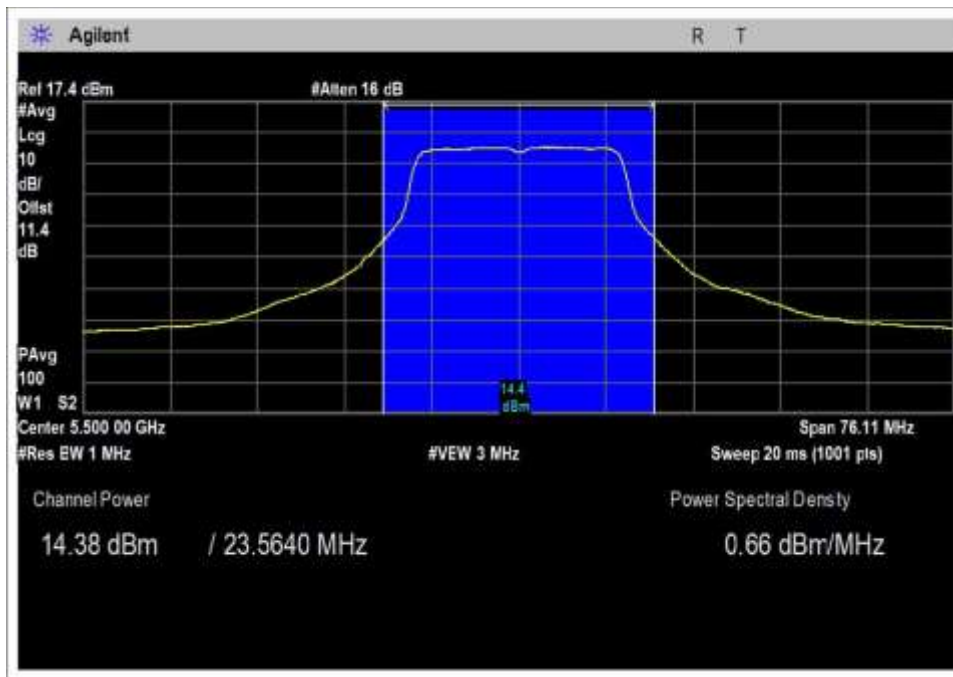 Agilent
R T
Ref 17.4 dBm #Atten 16 dB
#Avg
Log
10
dB/
Offst
11.4
dB
PAvg
100
W1 S2
14.4
dBm
Center 5.500 00 GHz Span 76.11 MHz
#Res BW 1 MHz #VBW 3 MHz Sweep 20 ms (1001 pts)
Channel Power Power Spectral Density
14.38 dBm / 23.5640 MHz 0.66 dBm/MHz